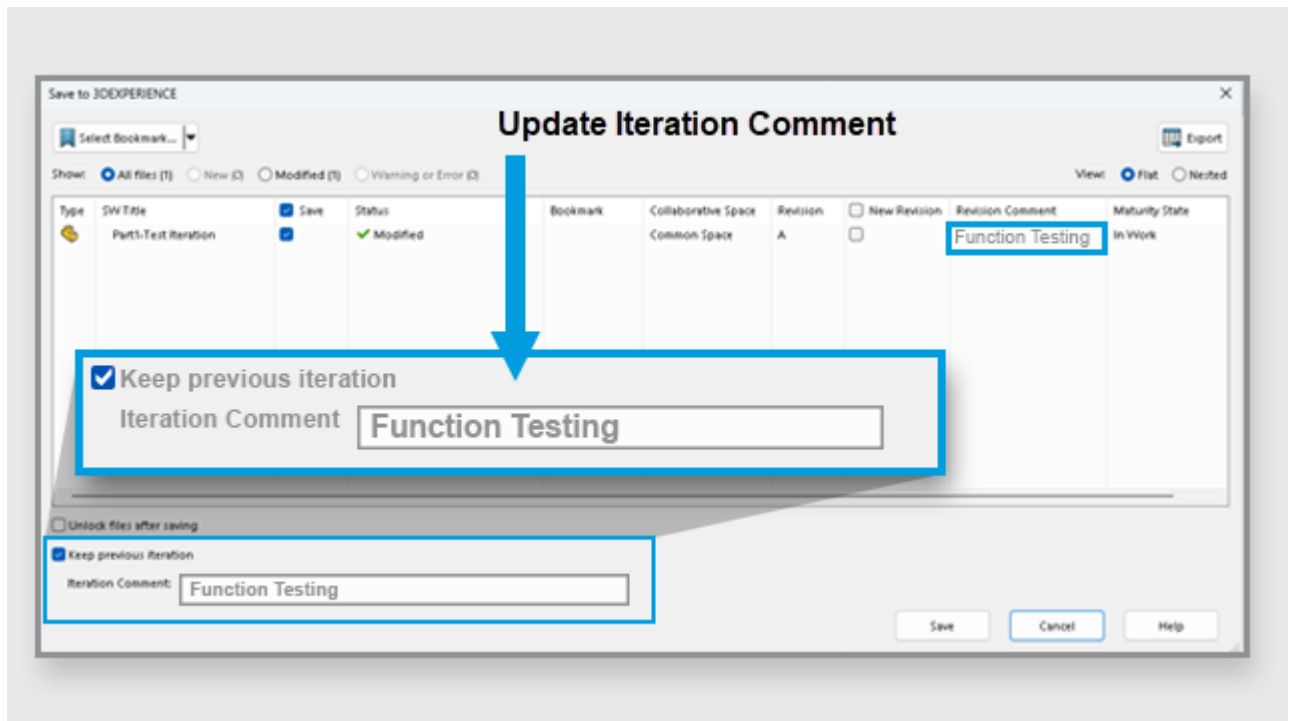 Save to 3DEXPERIENCE
Update Iteration Comment
Select Bookmark... Export
Show: All files (1) New (0) Modified (1) Warning or Error (0) View: Flat Nested
Type SW Title Save Status Bookmark Collaborative Space Revision New Revision Revision Comment Maturity State
Part1-Test Iteration Modified Common Space A Function Testing In Work
Keep previous iteration
Iteration Comment Function Testing
Unlock files after saving
Keep previous iteration
Iteration Comment: Function Testing
Save Cancel Help